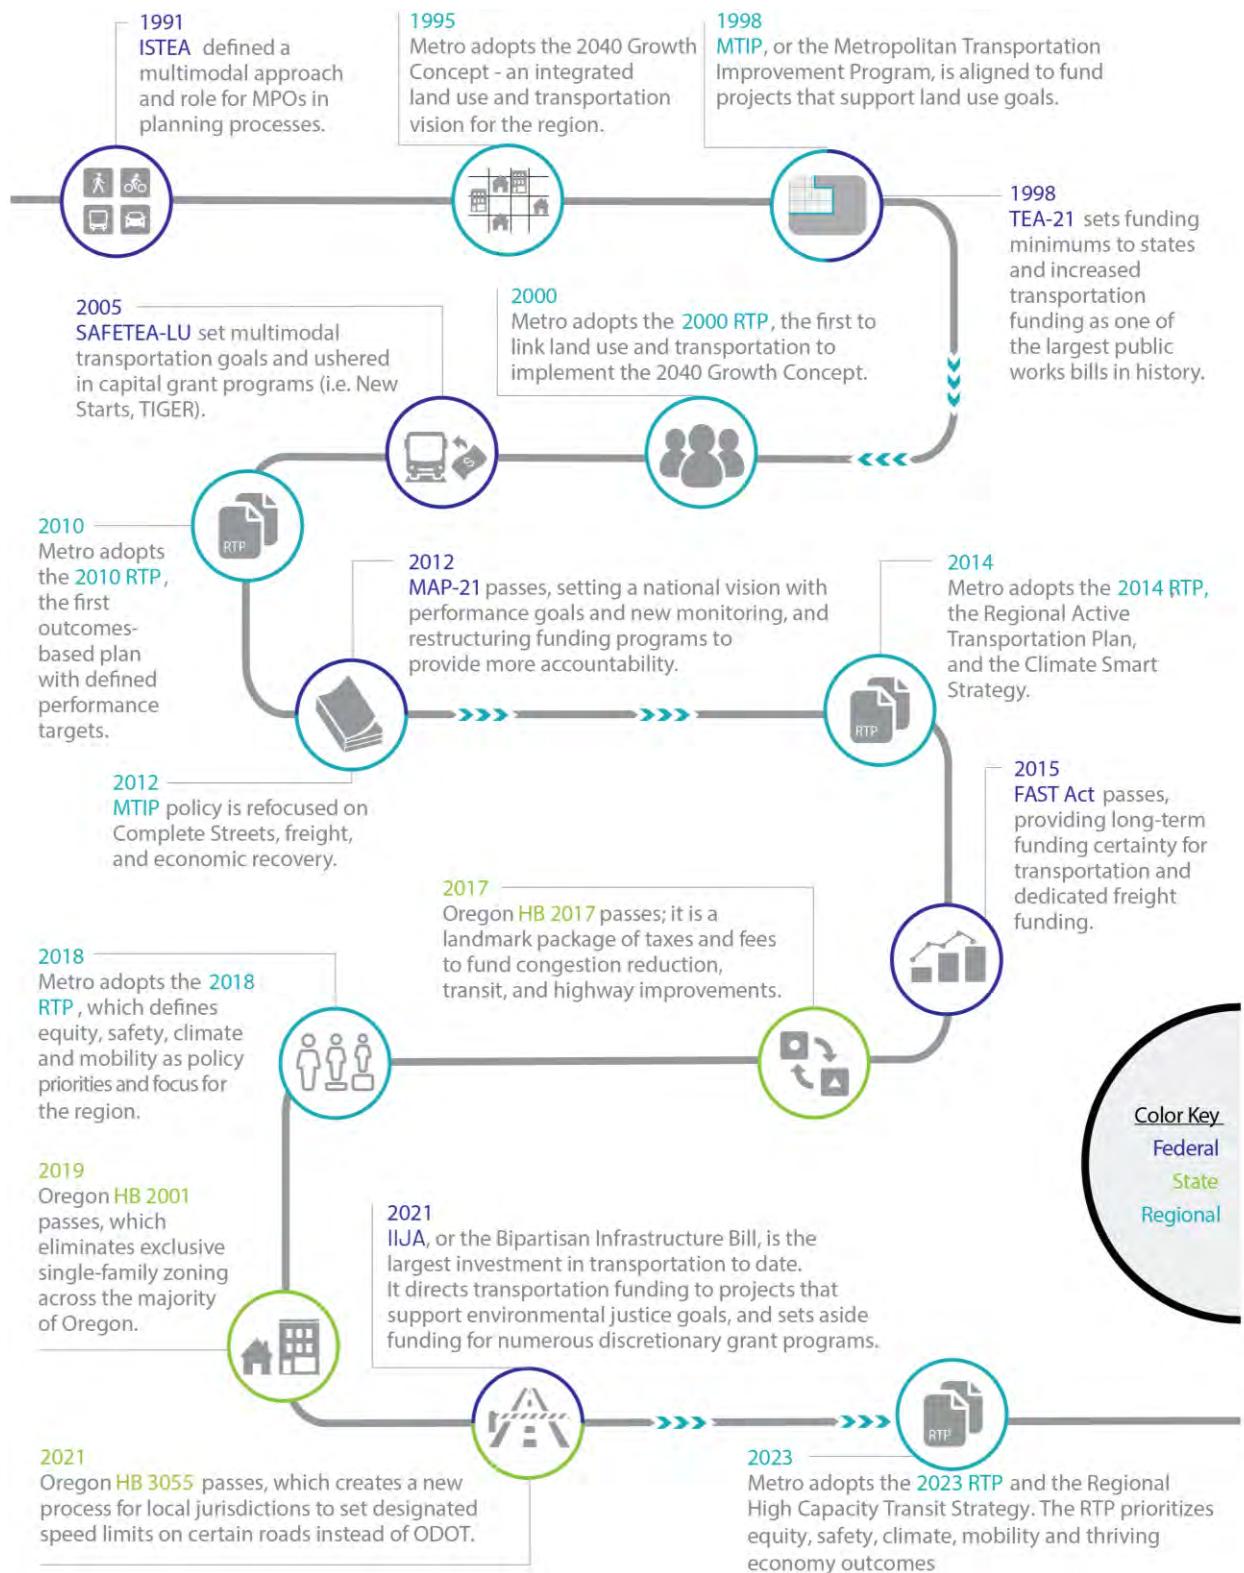 1991
ISTEA defined a
multimodal approach
and role for MPOs in
planning processes.
1995
Metro adopts the 2040 Growth
Concept - an integrated
land use and transportation
vision for the region.
1998
MTIP, or the Metropolitan Transportation
Improvement Program, is aligned to fund
projects that support land use goals.
1998
TEA-21 sets funding
minimums to states
and increased
transportation
funding as one of
the largest public
works bills in history.
2000
Metro adopts the 2000 RTP, the first to
link land use and transportation to
implement the 2040 Growth Concept.
2005
SAFETEA-LU set multimodal
transportation goals and ushered
in capital grant programs (i.e. New
Starts, TIGER).
$
RTP
2010
Metro adopts
the 2010 RTP,
the first
outcomes-
based plan
with defined
performance
targets.
2012
MAP-21 passes, setting a national vision with
performance goals and new monitoring, and
restructuring funding programs to
provide more accountability.
2012
MTIP policy is refocused on
Complete Streets, freight,
and economic recovery.
2014
Metro adopts the 2014 RTP,
the Regional Active
Transportation Plan,
and the Climate Smart
Strategy.
RTP
2015
FAST Act passes,
providing long-term
funding certainty for
transportation and
dedicated freight
funding.
2017
Oregon HB 2017 passes; it is a
landmark package of taxes and fees
to fund congestion reduction,
transit, and highway improvements.
2018
Metro adopts the 2018
RTP, which defines
equity, safety, climate
and mobility as policy
priorities and focus for
the region.
2019
Oregon HB 2001
passes, which
eliminates exclusive
single-family zoning
across the majority
of Oregon.
2021
IIJA, or the Bipartisan Infrastructure Bill, is the
largest investment in transportation to date.
It directs transportation funding to projects that
support environmental justice goals, and sets aside
funding for numerous discretionary grant programs.
2021
Oregon HB 3055 passes, which creates a new
process for local jurisdictions to set designated
speed limits on certain roads instead of ODOT.
RTP
2023
Metro adopts the 2023 RTP and the Regional
High Capacity Transit Strategy. The RTP prioritizes
equity, safety, climate, mobility and thriving
economy outcomes
Color Key
Federal
State
Regional